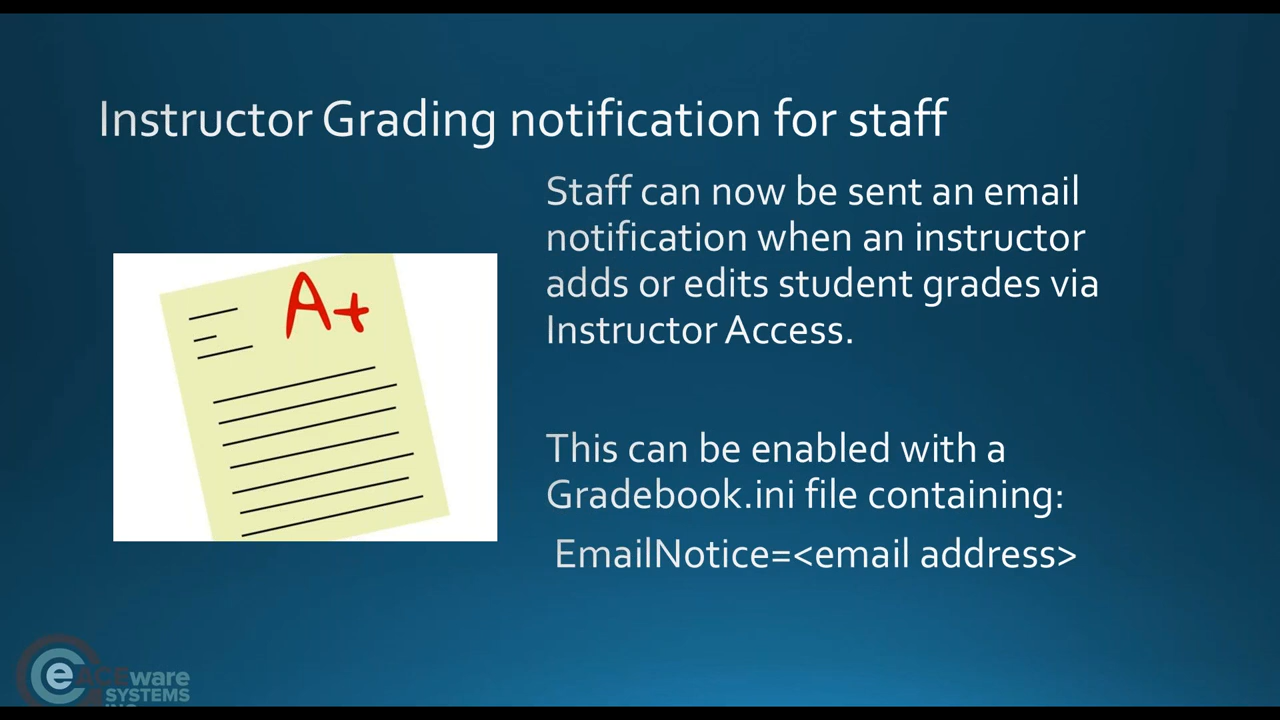 Instructor Grading notification for staff
Staff can now be sent an email
notification when an instructor
adds or edits student grades via
Instructor Access.
A+
This can be enabled with a
Gradebook.ini file containing:
EmailNotice=<email address>
e ACEware
SYSTEMS
INC